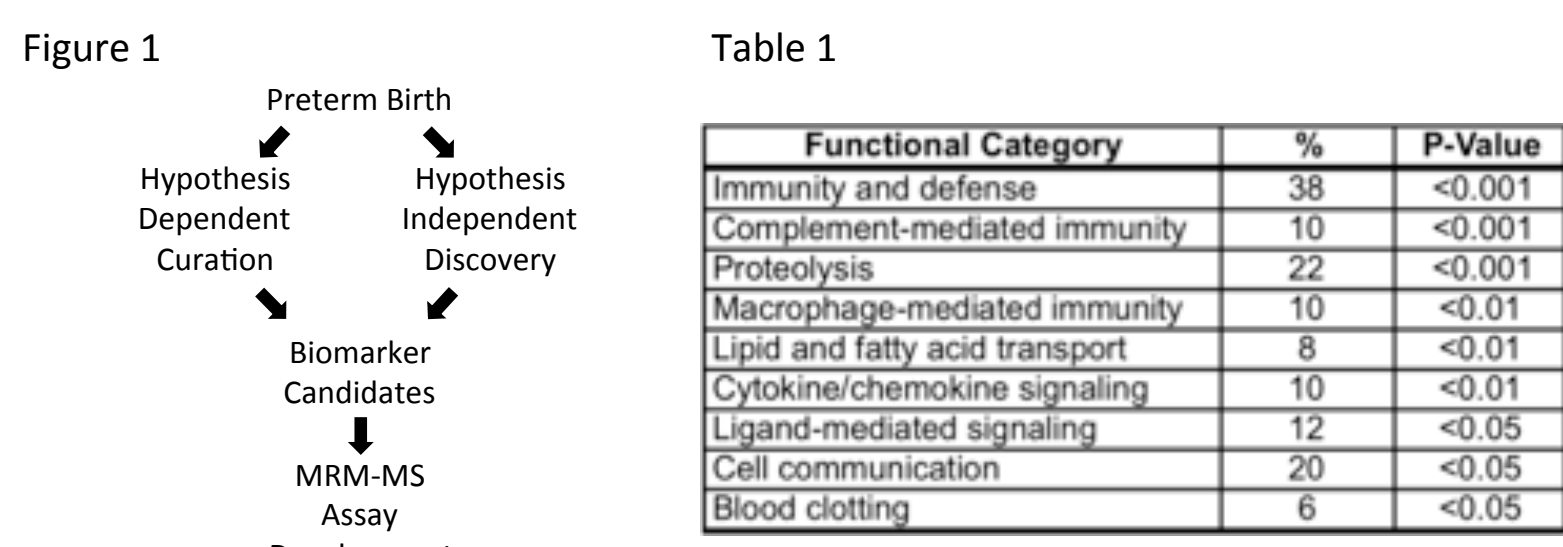 Figure 1
Preterm Birth
Hypothesis
Dependent
Curation
Hypothesis
Independent
Discovery
Biomarker
Candidates
MRM-MS
Assay
Table 1
Functional Category % P-Value
Immunity and defense 38 <0.001
Complement-mediated immunity 10 <0.001
Proteolysis 22 <0.001
Macrophage-mediated immunity 10 <0.01
Lipid and fatty acid transport 8 <0.01
Cytokine/chemokine signaling 10 <0.01
Ligand-mediated signaling 12 <0.05
Cell communication 20 <0.05
Blood clotting 6 <0.05